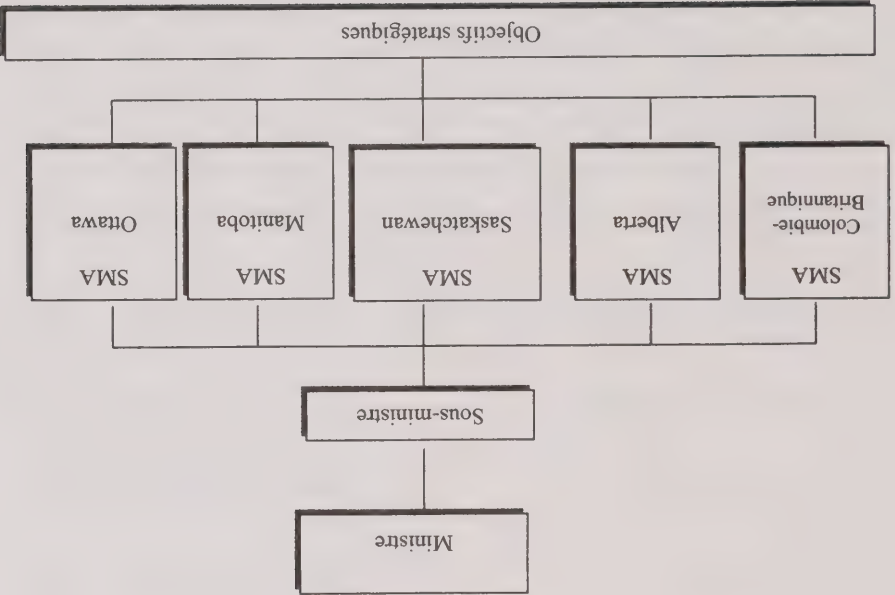 Ministre
Sous-ministre
SMA
Colombie-
Britannique
SMA
Alberta
SMA
Saskatchewan
SMA
Manitoba
SMA
Ottawa
Objectifs stratégiques